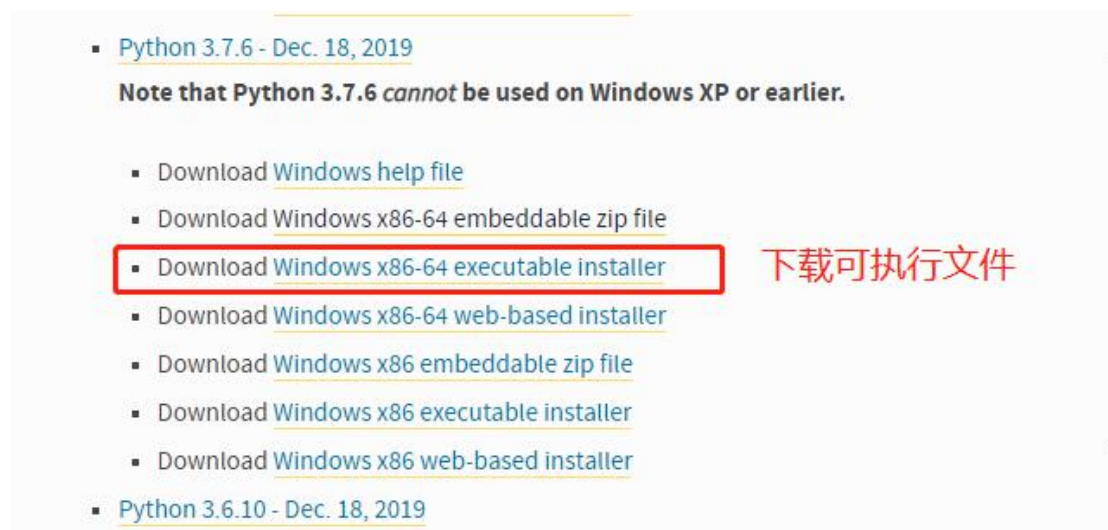 Python 3.7.6 - Dec. 18, 2019
Note that Python 3.7.6 cannot be used on Windows XP or earlier.
Download Windows help file
Download Windows x86-64 embeddable zip file
Download Windows x86-64 executable installer 下载可执行文件
Download Windows x86-64 web-based installer
Download Windows x86 embeddable zip file
Download Windows x86 executable installer
Download Windows x86 web-based installer
Python 3.6.10 - Dec. 18, 2019